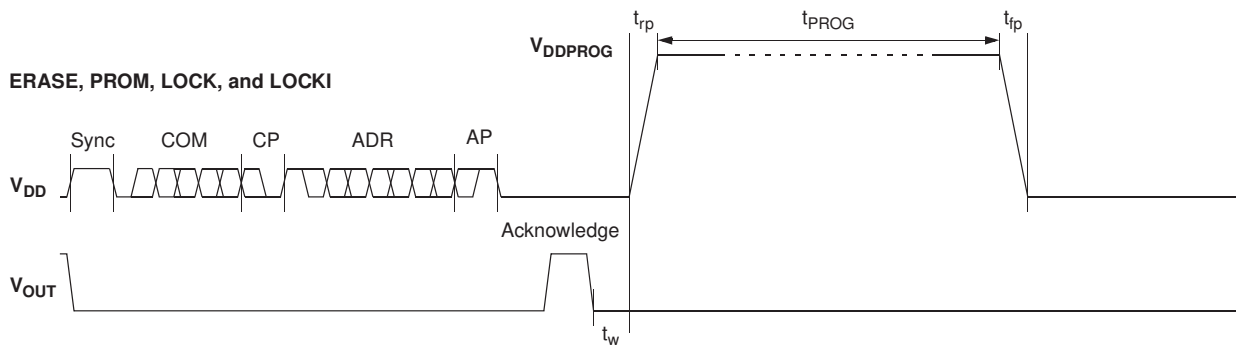 t_rp t_PROG t_fp
V_DDPROG
ERASE, PROM, LOCK, and LOCKI
Sync COM CP ADR AP
V_DD
Acknowledge
V_OUT
t_w